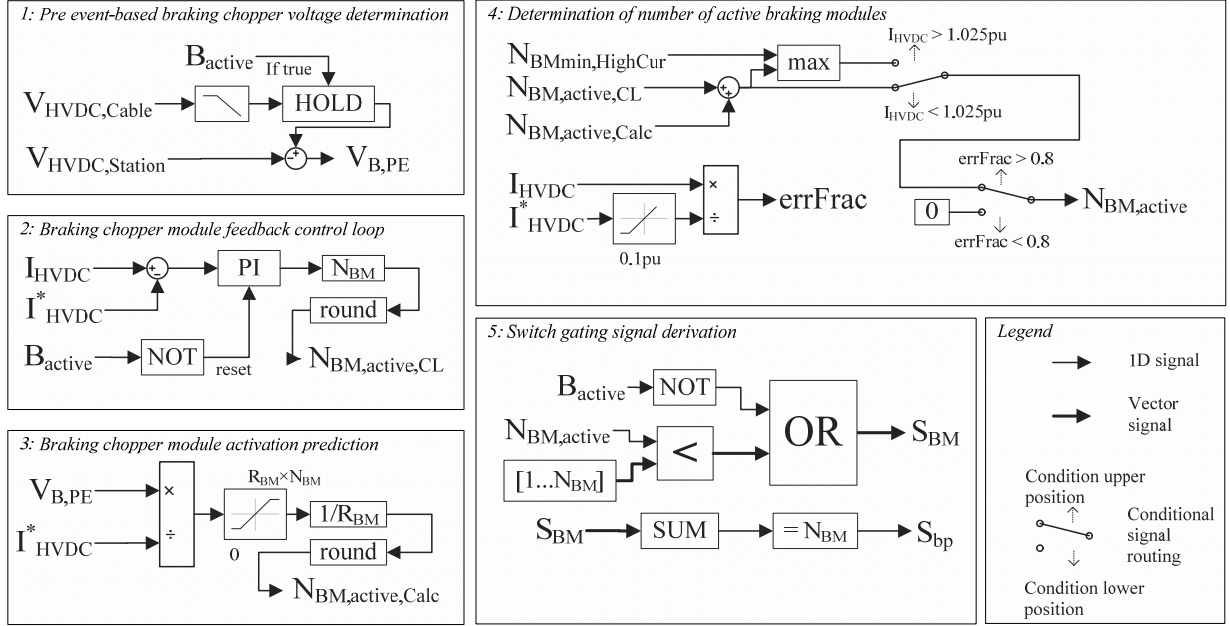 1: Pre event-based braking chopper voltage determination
B_active
If true
V_HVDC,Cable
HOLD
V_HVDC,Station
- +
V_B,PE
2: Braking chopper module feedback control loop
I_HVDC
+ -
PI
N_BM
I*_HVDC
round
B_active
NOT
reset
N_BM,active,CL
3: Braking chopper module activation prediction
V_B,PE
×
÷
R_BM×N_BM
1/R_BM
I*_HVDC
0
round
N_BM,active,Calc
4: Determination of number of active braking modules
N_BMmin,HighCur
max
I_HVDC > 1.025pu
N_BM,active,CL
+ +
I_HVDC < 1.025pu
N_BM,active,Calc
I_HVDC
×
÷
errFrac
I*_HVDC
0.1pu
errFrac > 0.8
N_BM,active
0
errFrac < 0.8
5: Switch gating signal derivation
B_active
NOT
OR
S_BM
N_BM,active
<
[1...N_BM]
S_BM
SUM
= N_BM
S_bp
Legend
1D signal
Vector
signal
Condition upper
position
Conditional
signal
routing
Condition lower
position